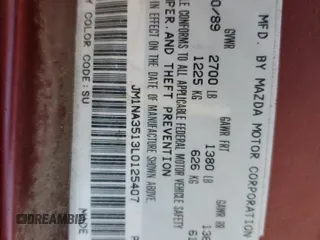 MFD. BY MAZDA MOTOR CORPORATION
0/89
GVWR GAWR FRT GAWR RR
2700 LB 1380 LB
1225 KG 626 KG
CONFORMS TO ALL APPLICABLE FEDERAL MOTOR VEHICLE SAFETY
AND THEFT PREVENTION
IN EFFECT ON THE DATE OF MANUFACTURE SHOWN ABOVE.
JM1NA3513L0125407
COLOR CODE: SU
DREAMBID